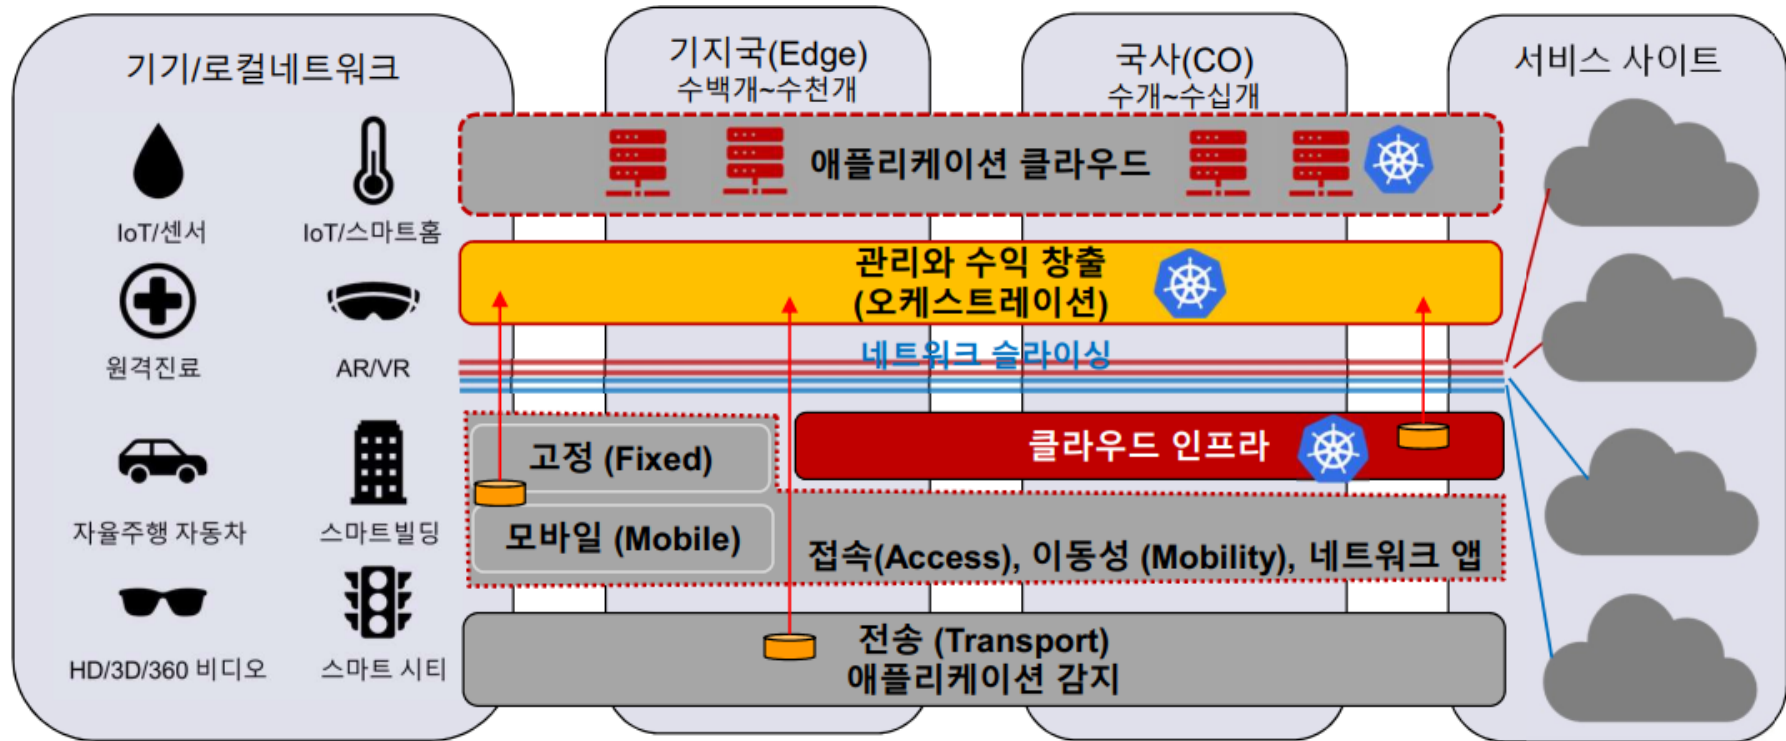 기기/로컬네트워크
기지국(Edge)
수백개~수천개
국사(CO)
수개~수십개
서비스 사이트
애플리케이션 클라우드
IoT/센서
IoT/스마트홈
관리와 수익 창출
(오케스트레이션)
원격진료
AR/VR
네트워크 슬라이싱
고정 (Fixed)
클라우드 인프라
자율주행 자동차
스마트빌딩
모바일 (Mobile)
접속(Access), 이동성 (Mobility), 네트워크 앱
HD/3D/360 비디오
스마트 시티
전송 (Transport)
애플리케이션 감지